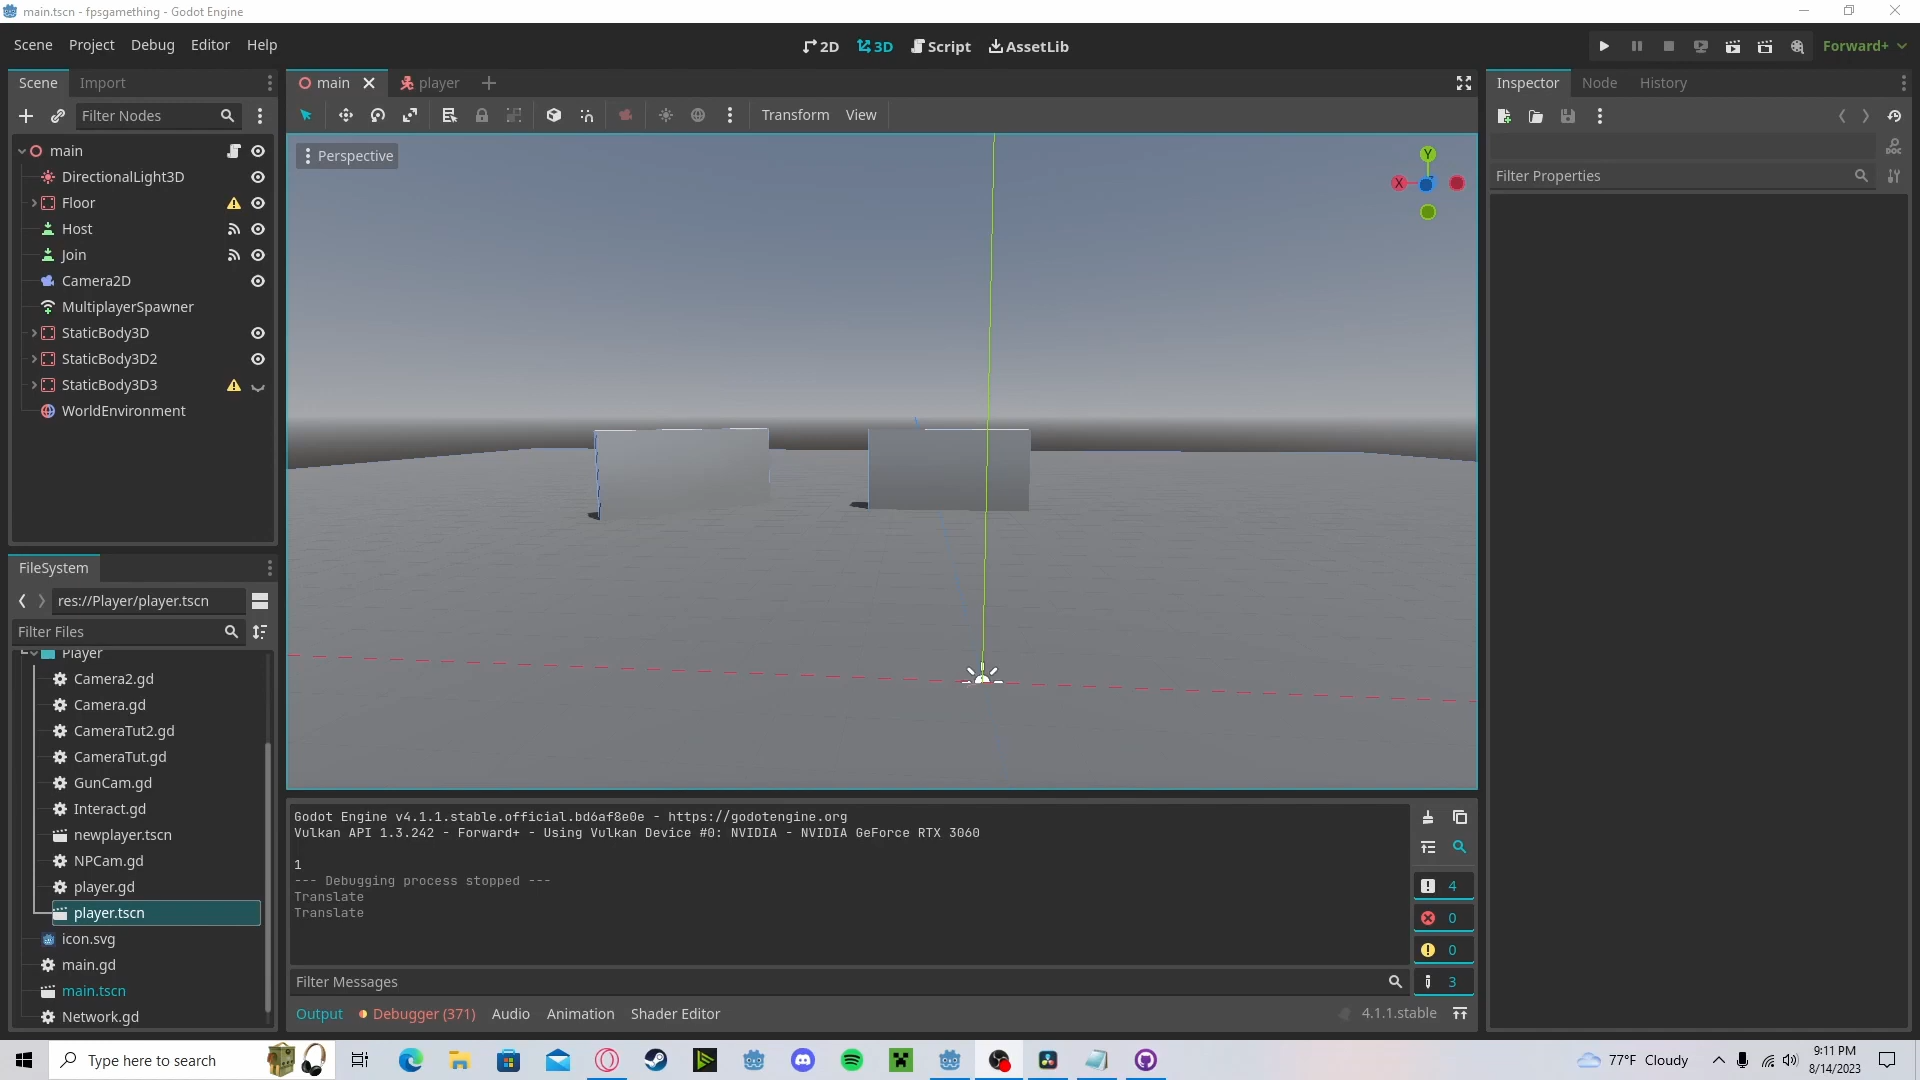 main.tscn - fpsgamething - Godot Engine
Scene Project Debug Editor Help
2D 3D Script AssetLib
Forward+
Scene Import
main player
Inspector Node History
Filter Nodes
Transform View
main
DirectionalLight3D
Floor
Host
Join
Camera2D
MultiplayerSpawner
StaticBody3D
StaticBody3D2
StaticBody3D3
WorldEnvironment
Perspective
Y
X
DOC
Filter Properties
FileSystem
res://Player/player.tscn
Filter Files
Player
Camera2.gd
Camera.gd
CameraTut2.gd
CameraTut.gd
GunCam.gd
Interact.gd
newplayer.tscn
NPCam.gd
player.gd
player.tscn
icon.svg
main.gd
main.tscn
Network.gd
Godot Engine v4.1.1.stable.official.bd6af8e0e - https://godotengine.org
Vulkan API 1.3.242 - Forward+ - Using Vulkan Device #0: NVIDIA - NVIDIA GeForce RTX 3060
1
--- Debugging process stopped ---
Translate
Translate
4
0
0
3
Filter Messages
Output Debugger (371) Audio Animation Shader Editor
4.1.1.stable
Type here to search
77°F Cloudy
9:11 PM
8/14/2023